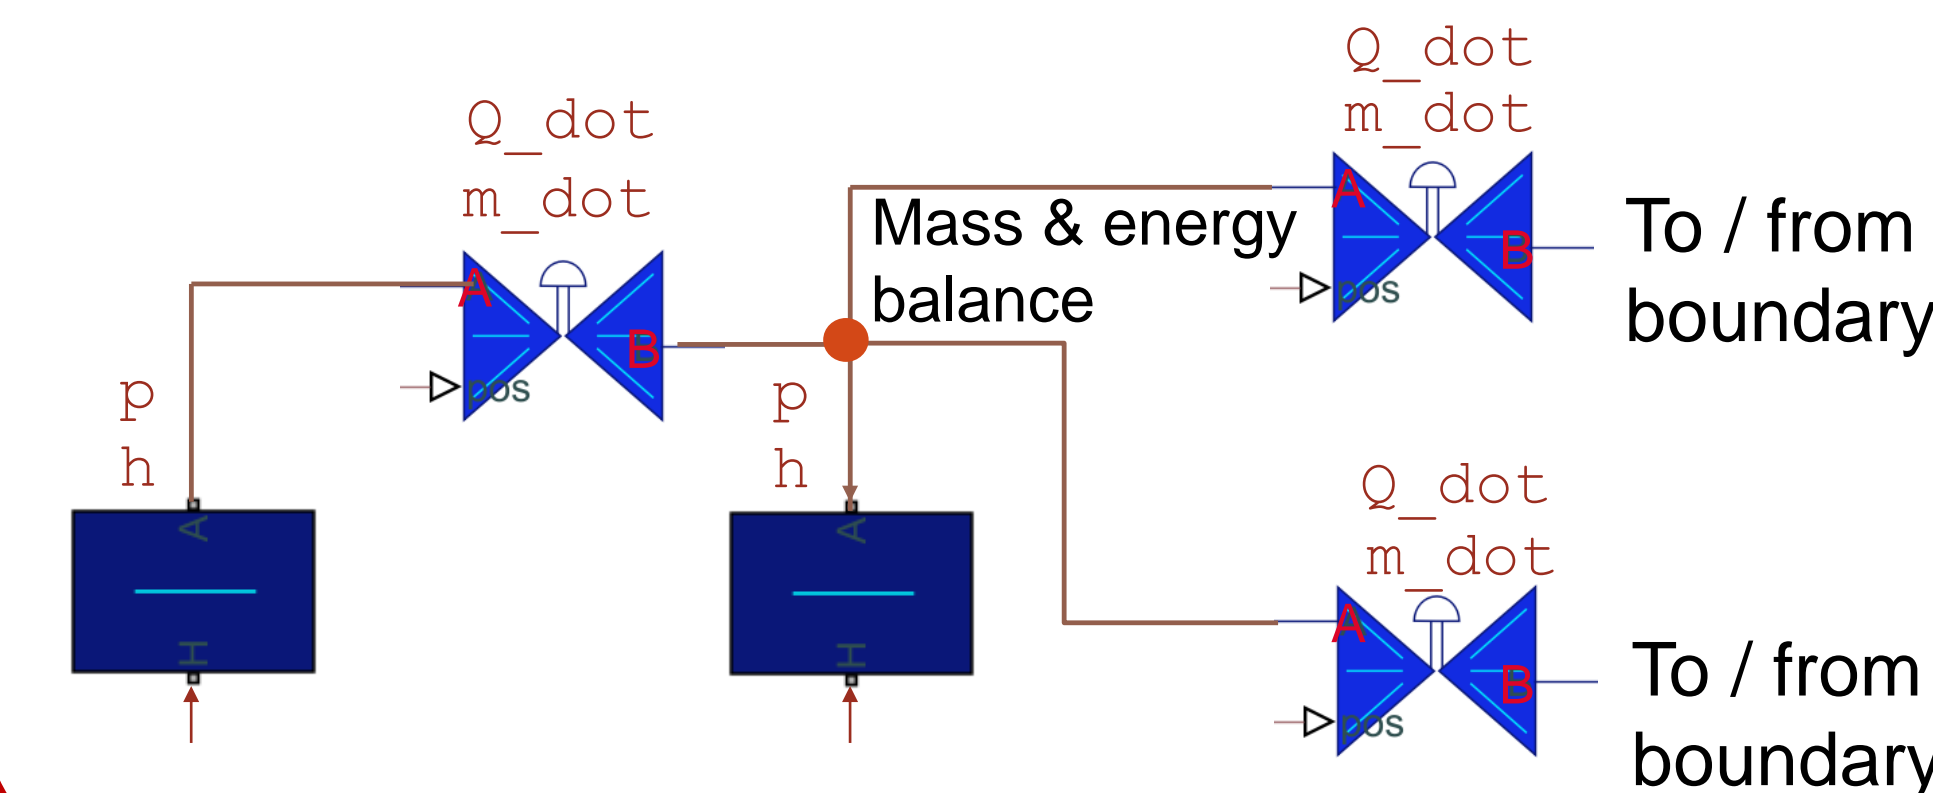 Q_dot
m_dot
Q_dot
m_dot
A
Mass & energy
balance
To / from
boundary
B
pos
A
B
pos
p
h
p
h
Q_dot
m_dot
A
B
pos
To / from
boundary
A
H
A
H